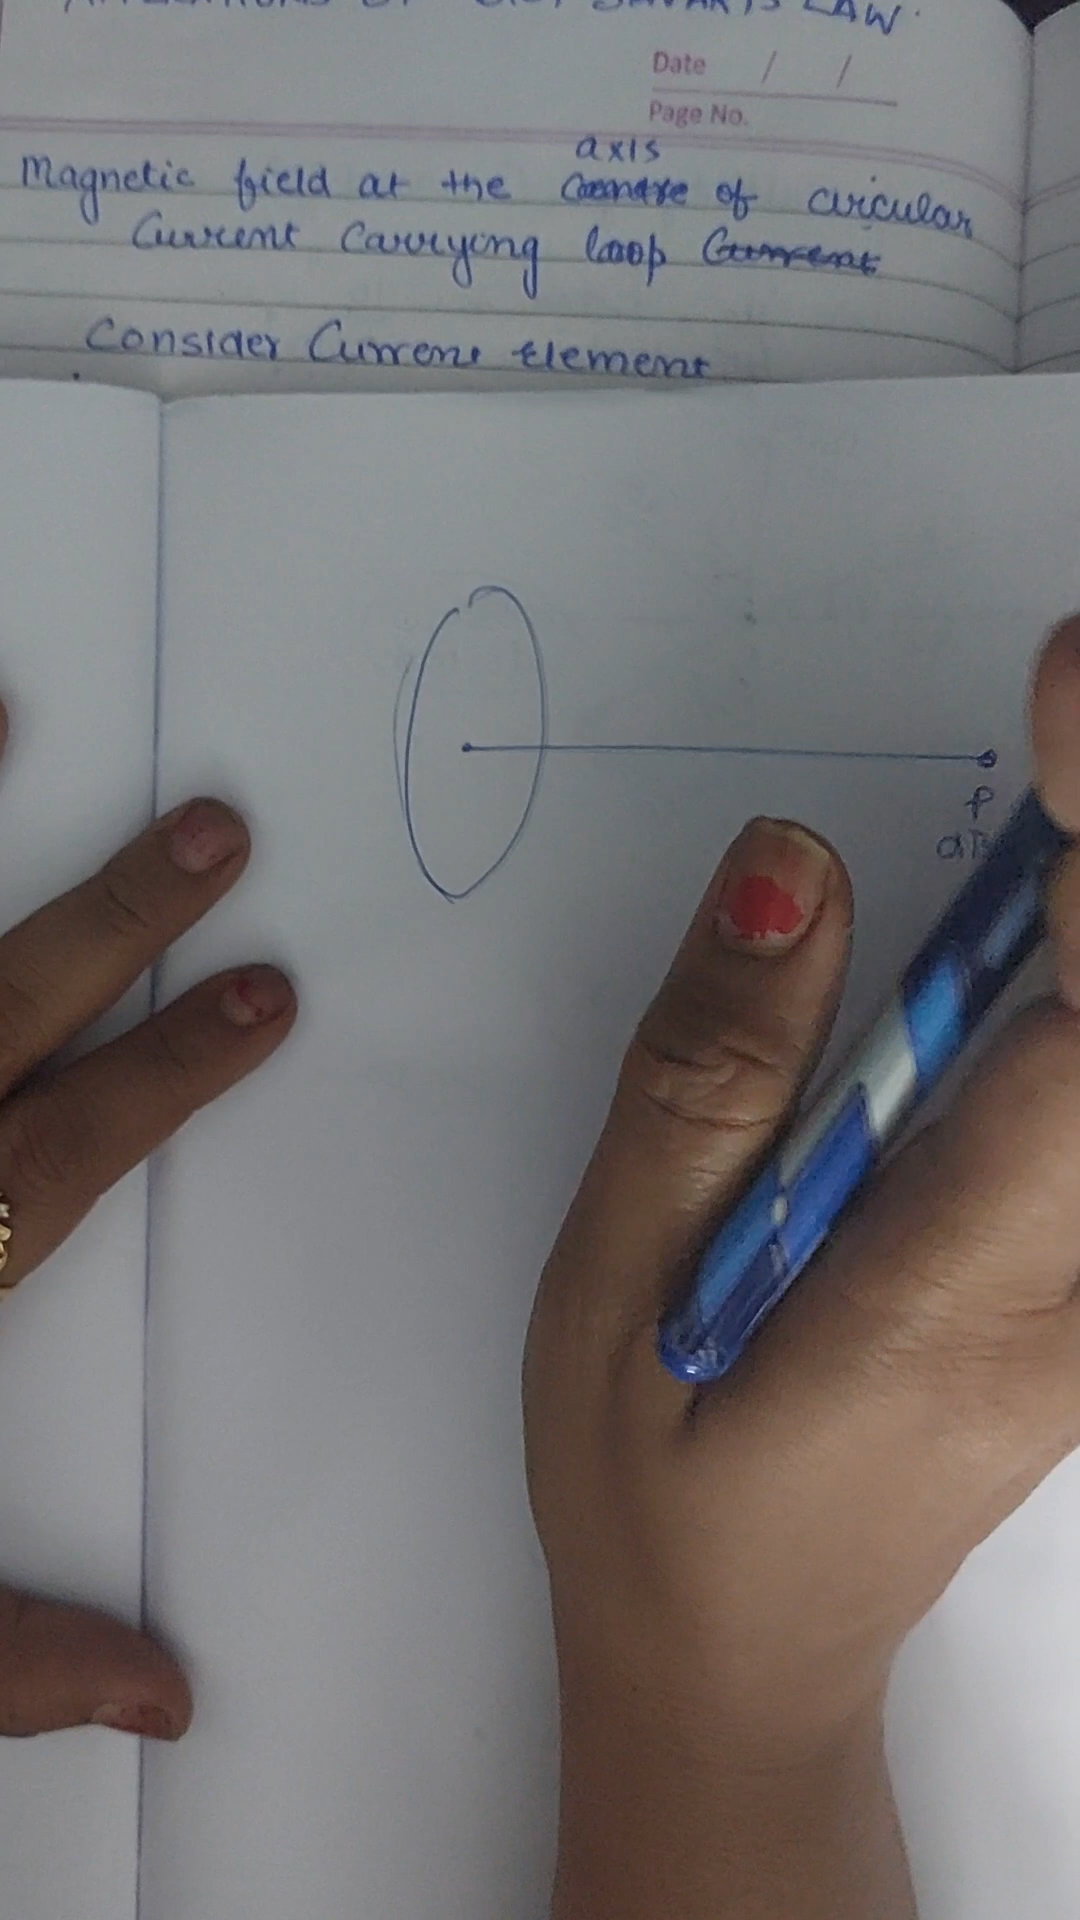 LAW.
Date / /
Page No.
axis
Magnetic field at the Centre of circular
Current Carrying loop Current
Consider Current Element
P